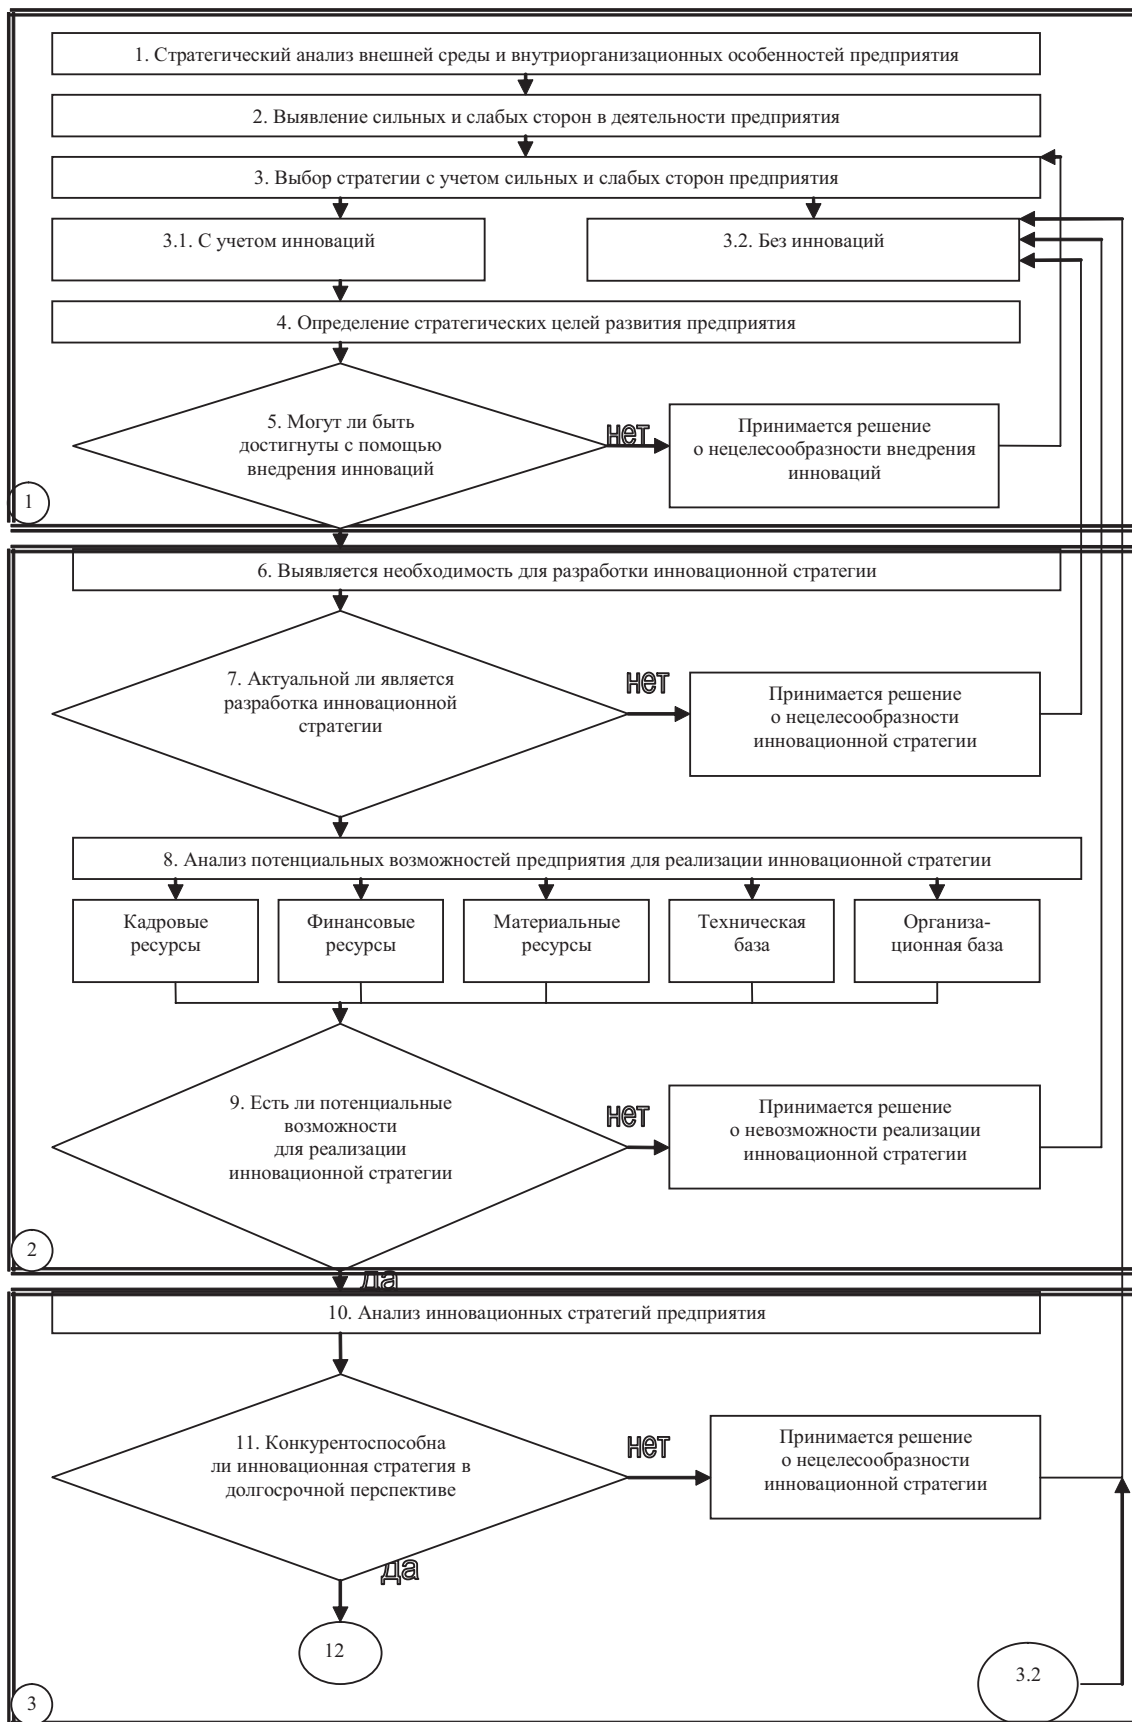 1. Стратегический анализ внешней среды и внутриорганизационных особенностей предприятия
2. Выявление сильных и слабых сторон в деятельности предприятия
3. Выбор стратегии с учетом сильных и слабых сторон предприятия
3.1. С учетом инноваций
3.2. Без инноваций
4. Определение стратегических целей развития предприятия
5. Могут ли быть
достигнуты с помощью
внедрения инноваций
нет
Принимается решение
о нецелесообразности внедрения
инноваций
1
6. Выявляется необходимость для разработки инновационной стратегии
7. Актуальной ли является
разработка инновационной
стратегии
нет
Принимается решение
о нецелесообразности
инновационной стратегии
8. Анализ потенциальных возможностей предприятия для реализации инновационной стратегии
Кадровые
ресурсы
Финансовые
ресурсы
Материальные
ресурсы
Техническая
база
Организа-
ционная база
9. Есть ли потенциальные
возможности
для реализации
инновационной стратегии
нет
Принимается решение
о невозможности реализации
инновационной стратегии
2
да
10. Анализ инновационных стратегий предприятия
11. Конкурентоспособна
ли инновационная стратегия в
долгосрочной перспективе
нет
Принимается решение
о нецелесообразности
инновационной стратегии
да
12
3.2
3